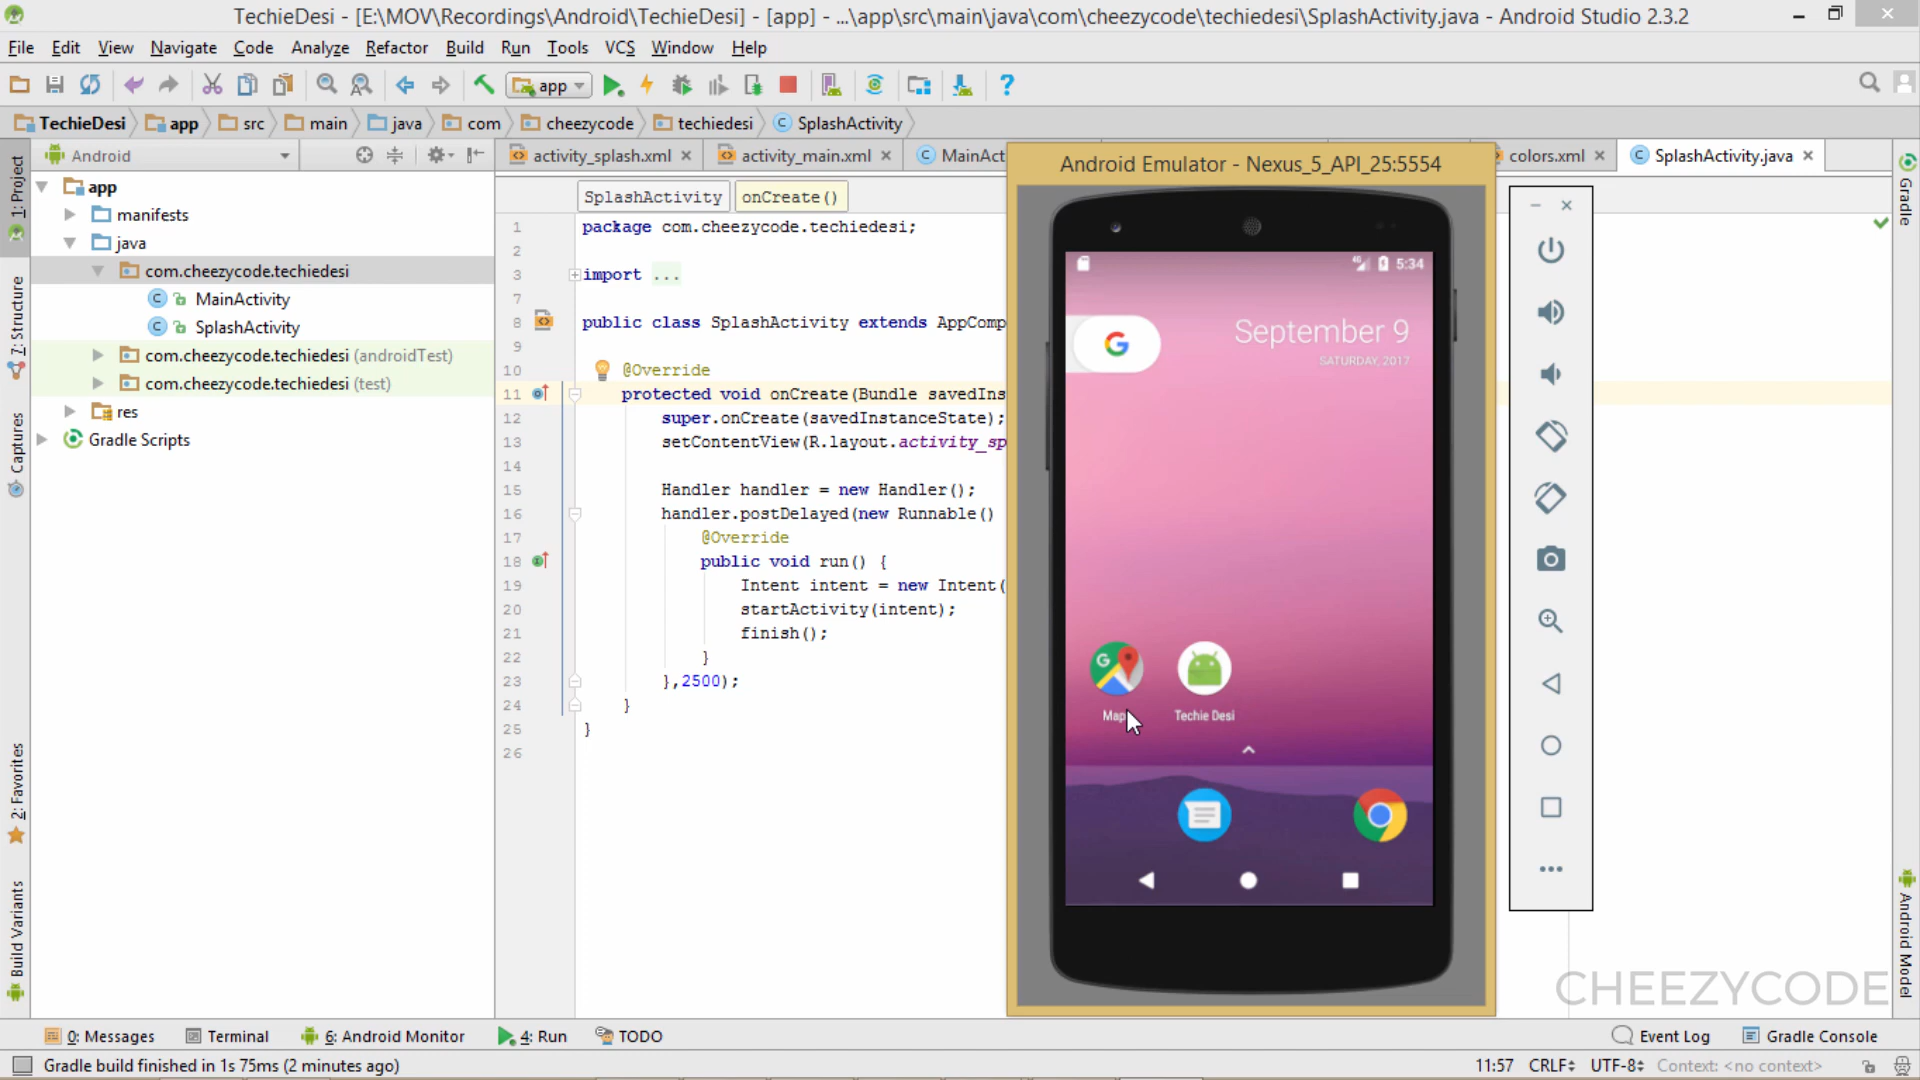 TechieDesi - [E:\MOV\Recordings\Android\TechieDesi] - [app] - ...\app\src\main\java\com\cheezycode\techiedesi\SplashActivity.java - Android Studio 2.3.2
File Edit View Navigate Code Analyze Refactor Build Run Tools VCS Window Help
app
TechieDesi app src main java com cheezycode techiedesi SplashActivity
Android
activity_splash.xml activity_main.xml MainAct colors.xml SplashActivity.java
Android Emulator - Nexus_5_API_25:5554
1: Project
7: Structure
Captures
2: Favorites
Build Variants
app
manifests
java
com.cheezycode.techiedesi
MainActivity
SplashActivity
com.cheezycode.techiedesi (androidTest)
com.cheezycode.techiedesi (test)
res
Gradle Scripts
SplashActivity onCreate()
1 package com.cheezycode.techiedesi;
2
3 import ...
7
8 public class SplashActivity extends AppComp
9
10 @Override
11 protected void onCreate(Bundle savedIns
12 super.onCreate(savedInstanceState);
13 setContentView(R.layout.activity_sp
14
15 Handler handler = new Handler();
16 handler.postDelayed(new Runnable()
17 @Override
18 public void run() {
19 Intent intent = new Intent(
20 startActivity(intent);
21 finish();
22 }
23 },2500);
24 }
25 }
26
5:34
September 9
SATURDAY, 2017
Techie Desi
Gradle
Android Model
CHEEZYCODE
0: Messages Terminal 6: Android Monitor 4: Run TODO Event Log Gradle Console
Gradle build finished in 1s 75ms (2 minutes ago) 11:57 CRLF UTF-8 Context: <no context>